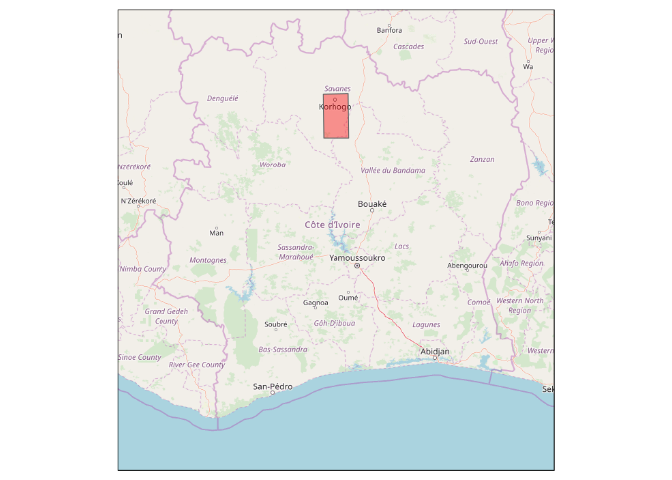 Banfora
n
Cascades
Sud-Ouest
Upper W
Regio
Wa
Savanes
Denguélé
Korhogo
Nzérékoré
Woroba
Vallée du Bandama
Zanzan
oulé
N'Zérékoré
Bouaké
Bono Regio
Te
Côte d'Ivoire
Man
Sunyani
Sassandra-
Marahoué
Lacs
Yamoussoukro
Montagnes
Abengourou
Ahafo Region
Nimba County
Oumé
Gagnoa
Comoé
Western North
Region
Grand Gedeh
County
Soubré
Gôh-Djiboua
Lagunes
Bas-Sassandra
Abidjan
Western
Sinoe County
River Gee County
San-Pédro
Sek